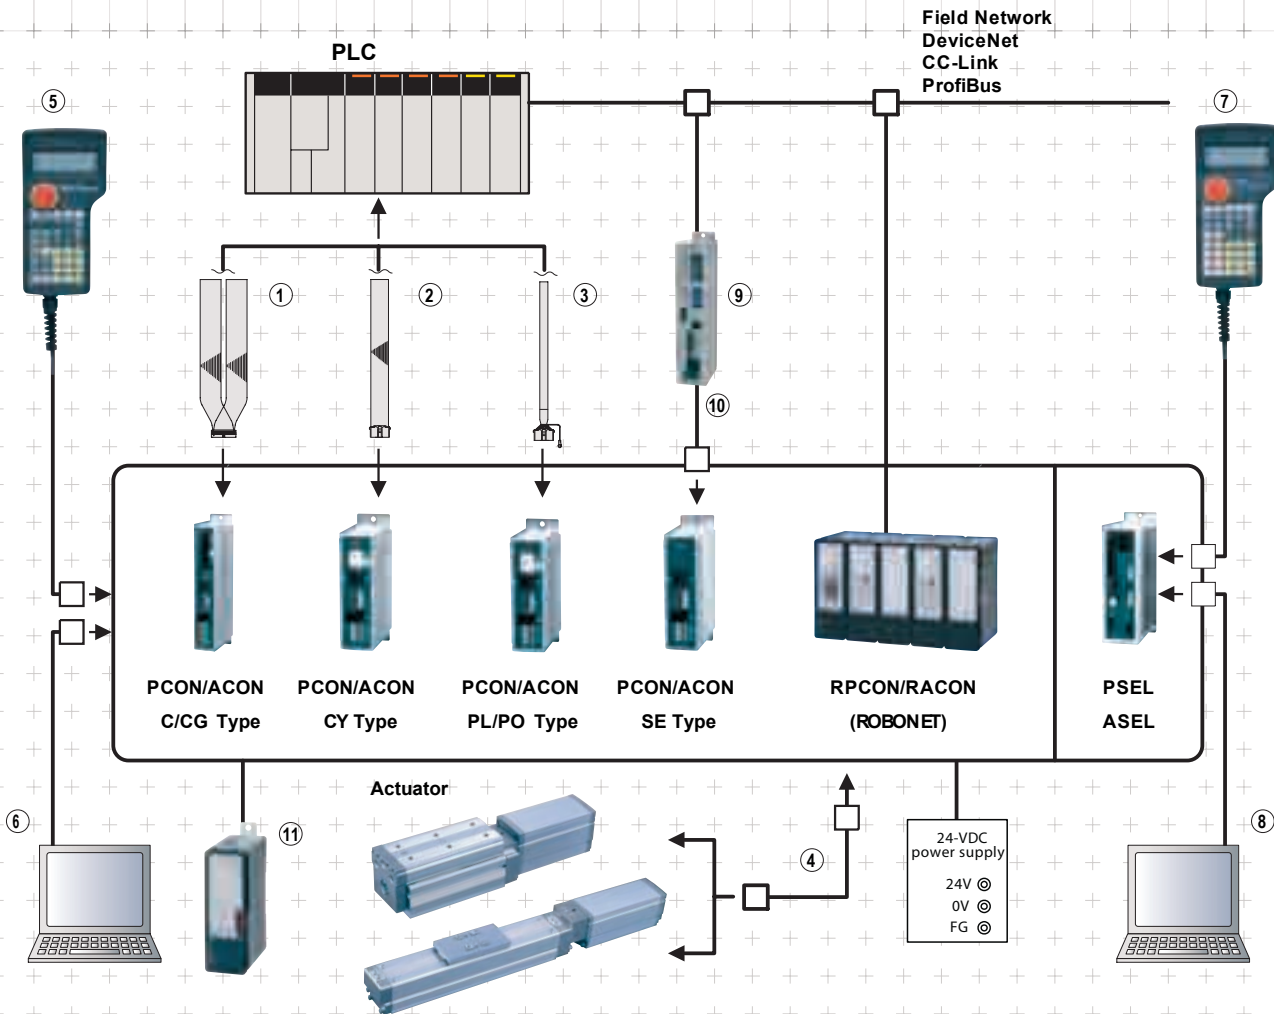 Field Network
DeviceNet
CC-Link
ProfiBus
PLC
⑤
⑦
①
②
③
⑨
⑩
PCON/ACON
C/CG Type
PCON/ACON
CY Type
PCON/ACON
PL/PO Type
PCON/ACON
SE Type
RPCON/RACON
(ROBONET)
PSEL
ASEL
Actuator
⑥
⑪
④
⑧
24-VDC
power supply
24V
0V
FG